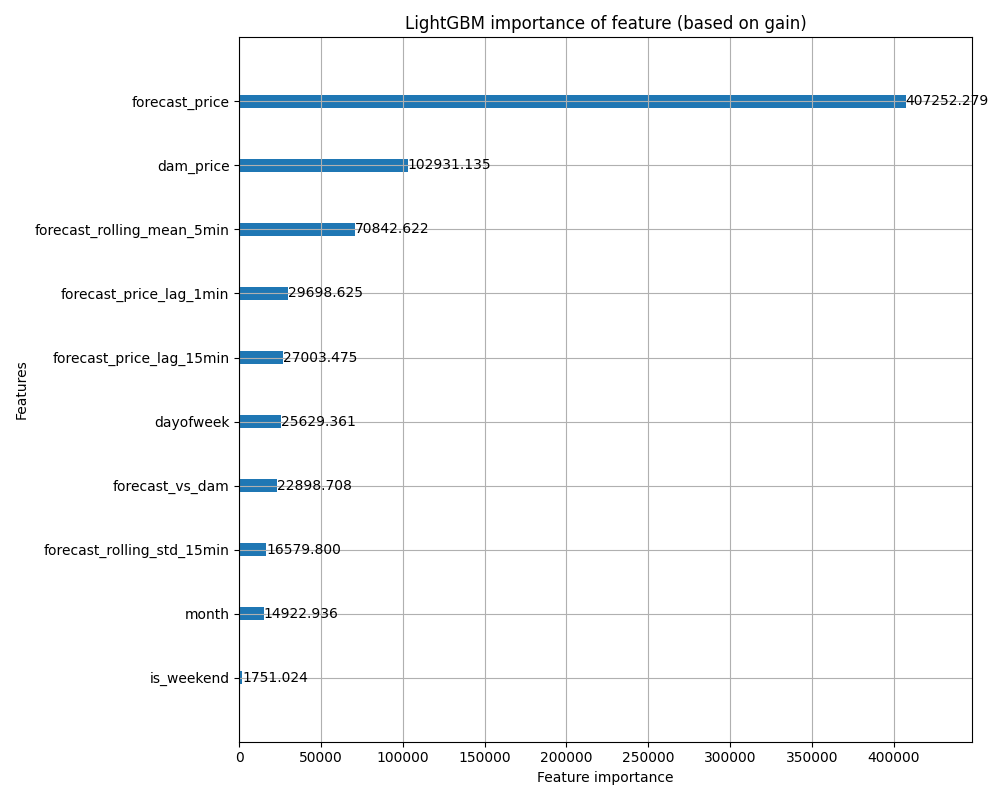 LightGBM importance of feature (based on gain)
forecast_price 407252.279
dam_price 102931.135
forecast_rolling_mean_5min 70842.622
forecast_price_lag_1min 29698.625
forecast_price_lag_15min 27003.475
dayofweek 25629.361
forecast_vs_dam 22898.708
forecast_rolling_std_15min 16579.800
month 14922.936
is_weekend 1751.024
Features
0 50000 100000 150000 200000 250000 300000 350000 400000
Feature importance